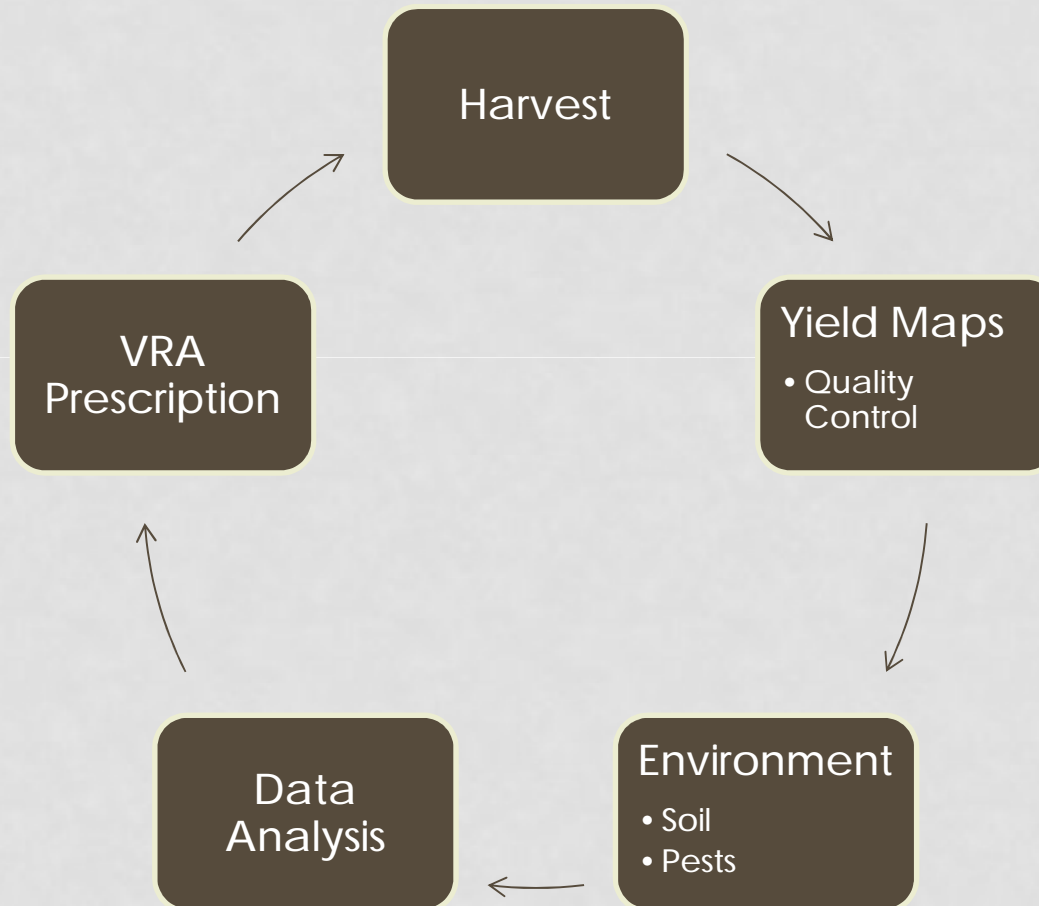 Harvest
Yield Maps
• Quality
Control
Environment
• Soil
• Pests
Data
Analysis
VRA
Prescription